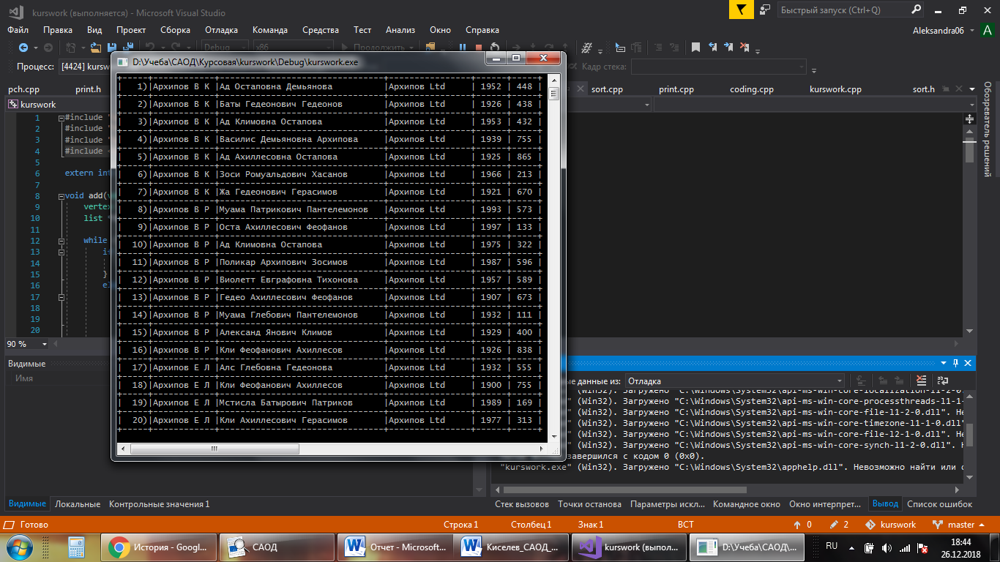 kurswork (выполняется) - Microsoft Visual Studio
Быстрый запуск (Ctrl+Q)
Файл Правка Вид Проект Сборка Отладка Команда Средства Тест Анализ Окно Справка
Aleksandra06 A
Debug x86 Продолжить
Процесс: [4424] kursw
Кадр стека:
D:\Учеба\САОД\Курсовая\kurswork\Debug\kurswork.exe
pch.cpp print.h sort.cpp print.cpp coding.cpp kurswork.cpp sort.h
Обозреватель решений
kurswork
1 #include "
2 #include "
3 #include "
4 #include <
5
6 extern int
7
8 void add(v
9 vertex
10 list *
11
12 while
13 if
14
15 }
16 el
17
18
19
20
| 1)|Архипов В К |Ад Остаповна Демьянова |Архипов Ltd | 1952 | 448 |
| 2)|Архипов В К |Баты Гедеонович Гедеонов |Архипов Ltd | 1926 | 438 |
| 3)|Архипов В К |Ад Климовна Остапова |Архипов Ltd | 1953 | 432 |
| 4)|Архипов В К |Василис Демьяновна Архипова |Архипов Ltd | 1939 | 755 |
| 5)|Архипов В К |Ад Ахиллесовна Остапова |Архипов Ltd | 1925 | 865 |
| 6)|Архипов В К |Зоси Ромуальдович Хасанов |Архипов Ltd | 1966 | 213 |
| 7)|Архипов В К |Жа Гедеонович Герасимов |Архипов Ltd | 1921 | 670 |
| 8)|Архипов В Р |Муама Патрикович Пантелемонов |Архипов Ltd | 1993 | 573 |
| 9)|Архипов В Р |Оста Ахиллесович Феофанов |Архипов Ltd | 1997 | 133 |
| 10)|Архипов В Р |Ад Климовна Остапова |Архипов Ltd | 1975 | 322 |
| 11)|Архипов В Р |Поликар Архипович Зосимов |Архипов Ltd | 1987 | 596 |
| 12)|Архипов В Р |Виолетт Евграфовна Тихонова |Архипов Ltd | 1957 | 589 |
| 13)|Архипов В Р |Гедео Ахиллесович Феофанов |Архипов Ltd | 1907 | 673 |
| 14)|Архипов В Р |Муама Глебович Пантелемонов |Архипов Ltd | 1932 | 111 |
| 15)|Архипов В Р |Александ Янович Климов |Архипов Ltd | 1929 | 400 |
| 16)|Архипов В Р |Кли Феофанович Ахиллесов |Архипов Ltd | 1926 | 838 |
| 17)|Архипов Е Л |Алс Глебовна Гедеонова |Архипов Ltd | 1932 | 555 |
| 18)|Архипов Е Л |Кли Феофанович Ахиллесов |Архипов Ltd | 1900 | 755 |
| 19)|Архипов Е Л |Мстисла Батырович Патриков |Архипов Ltd | 1989 | 169 |
| 20)|Архипов Е Л |Кли Ахиллесович Герасимов |Архипов Ltd | 1977 | 313 |
90 %
Видимые
Имя
ые данные из: Отладка
" (Win32). Загружено "C:\Windows\System32\api-ms-win-core-localization-l1-2-0.
" (Win32). Загружено "C:\Windows\System32\api-ms-win-core-processthreads-l1-1-
" (Win32). Загружено "C:\Windows\System32\api-ms-win-core-file-l1-2-0.dll". Не
" (Win32). Загружено "C:\Windows\System32\api-ms-win-core-timezone-l1-1-0.dll"
" (Win32). Загружено "C:\Windows\System32\api-ms-win-core-file-l2-1-0.dll". Не
" (Win32). Загружено "C:\Windows\System32\api-ms-win-core-synch-l1-2-0.dll". Н
завершился с кодом 0 (0x0).
"kurswork.exe" (Win32). Загружено "C:\Windows\System32\apphelp.dll". Невозможно найти или о
Видимые Локальные Контрольные значения 1
Стек вызовов Точки останова Параметры искл... Командное окно Окно интерпрет... Вывод Список ошибок
Готово Строка 1 Столбец 1 Знак 1 ВСТ 0 2 kurswork master
История - Googl... САОД Отчет - Microsoft... Киселев_САОД_... kurswork (выпол... D:\Учеба\САОД\...
RU
18:44
26.12.2018